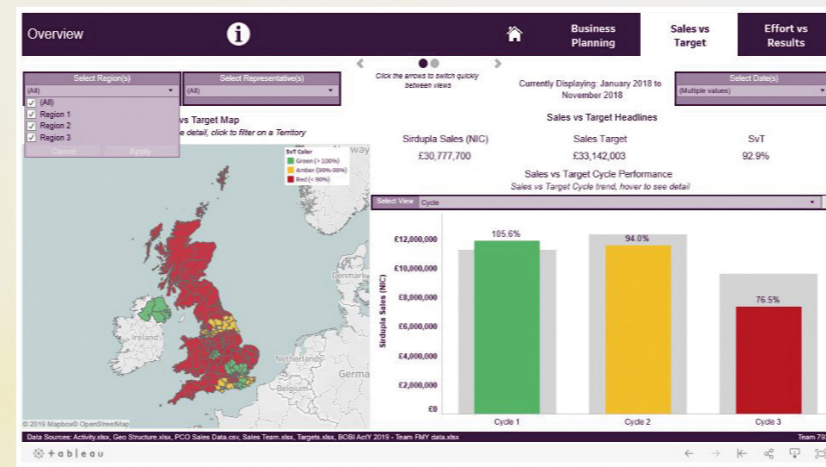 Overview
i
Business
Planning
Sales vs
Target
Effort vs
Results
Select Region(s)
(All)
(All)
Region 1
Region 2
Region 3
Cancel Apply
Select Representative(s)
(All)
Click the arrows to switch quickly
between views
Currently Displaying: January 2018 to
November 2018
Select Date(s)
(Multiple values)
vs Target Map
e detail, click to filter on a Territory
SvT Color
Green (> 100%)
Red (< 90%)
way
Denmark
Ireland
Netherlands
Belgium
Germa
© 2019 Mapbox© OpenStreetMap
Sales vs Target Headlines
Sirdupla Sales (NIC)
Sales Target
SvT
£30,777,700
£33,142,003
92.9%
Sales vs Target Cycle Performance
Sales vs Target Cycle trend, hover to see detail
Select View Cycle
Sirdupla Sales (NIC)
£12,000,000
£10,000,000
£8,000,000
£6,000,000
£4,000,000
£2,000,000
£0
105.6%
94.0%
76.5%
Cycle 1
Cycle 2
Cycle 3
Data Sources: Activity.xlsx, Geo Structure.xlsx, PCO Sales Data.csv, Sales Team.xlsx, Targets.xlsx, BOBI ActY 2019 - Team FMY data.xlsx
+ a b l e a u